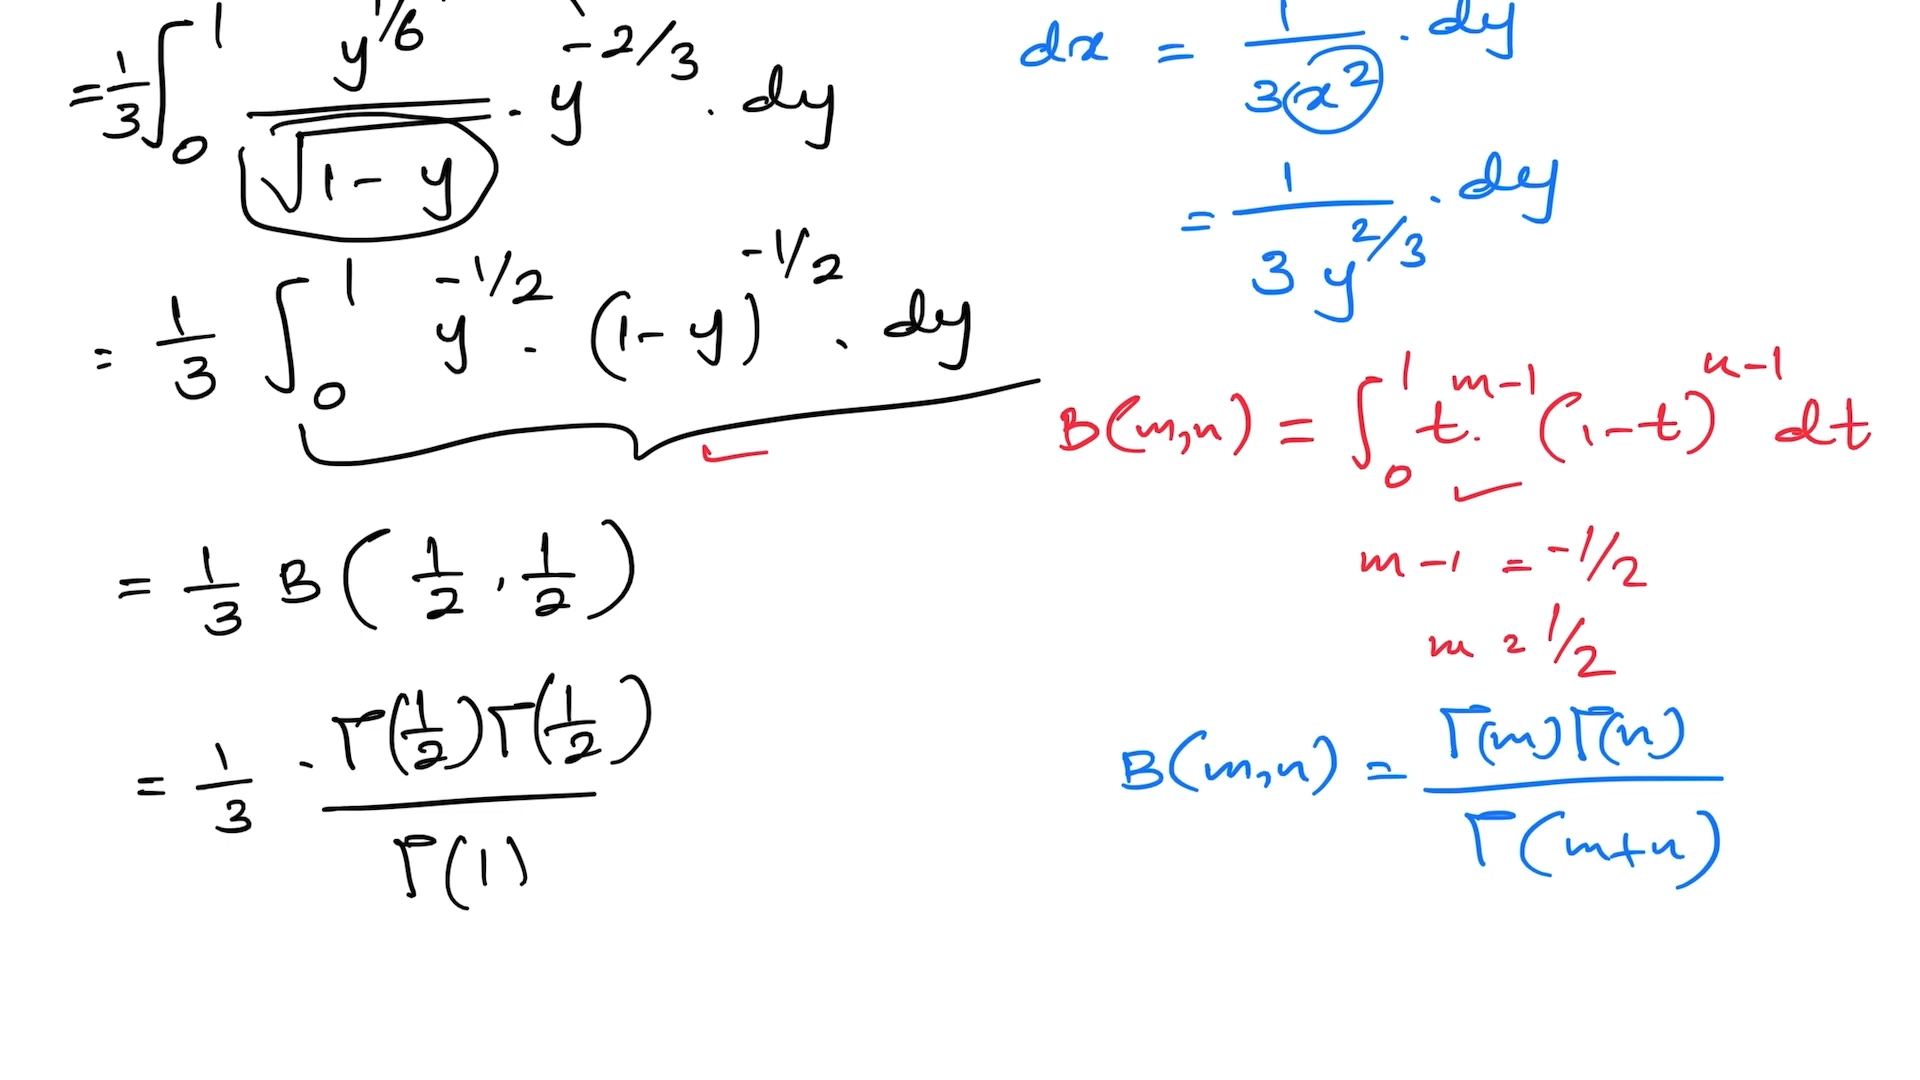 = 1/3 ∫₀¹ y^{1/6} / √(1-y) . y^{-2/3} . dy
= 1/3 ∫₀¹ y^{-1/2} . (1-y)^{-1/2} . dy
= 1/3 B(1/2 , 1/2)
= 1/3 . Γ(1/2)Γ(1/2) / Γ(1)
dx = 1 / 3x² . dy
= 1 / 3y^{2/3} . dy
B(m,n) = ∫₀¹ t^{m-1} . (1-t)^{n-1} dt
m-1 = -1/2
m = 1/2
B(m,n) = Γ(m)Γ(n) / Γ(m+n)